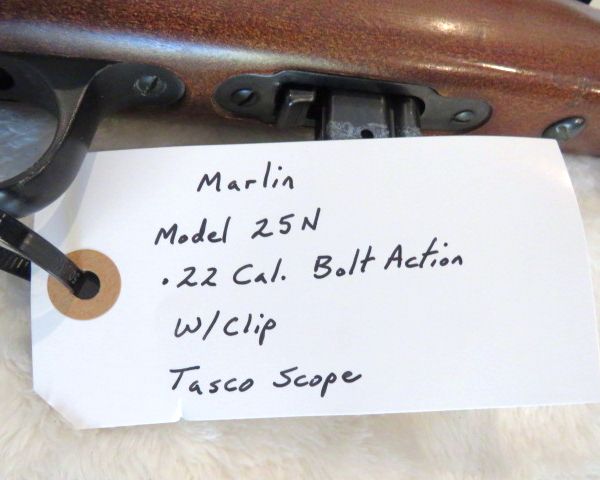 Marlin
Model 25N
.22 Cal. Bolt Action
W/Clip
Tasco Scope